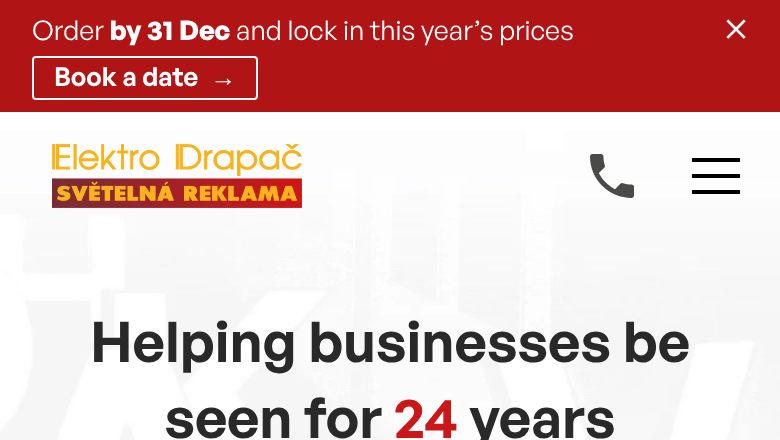 Order by 31 Dec and lock in this year’s prices
Book a date →
Elektro Drapač
SVĚTELNÁ REKLAMA
Helping businesses be
seen for 24 years